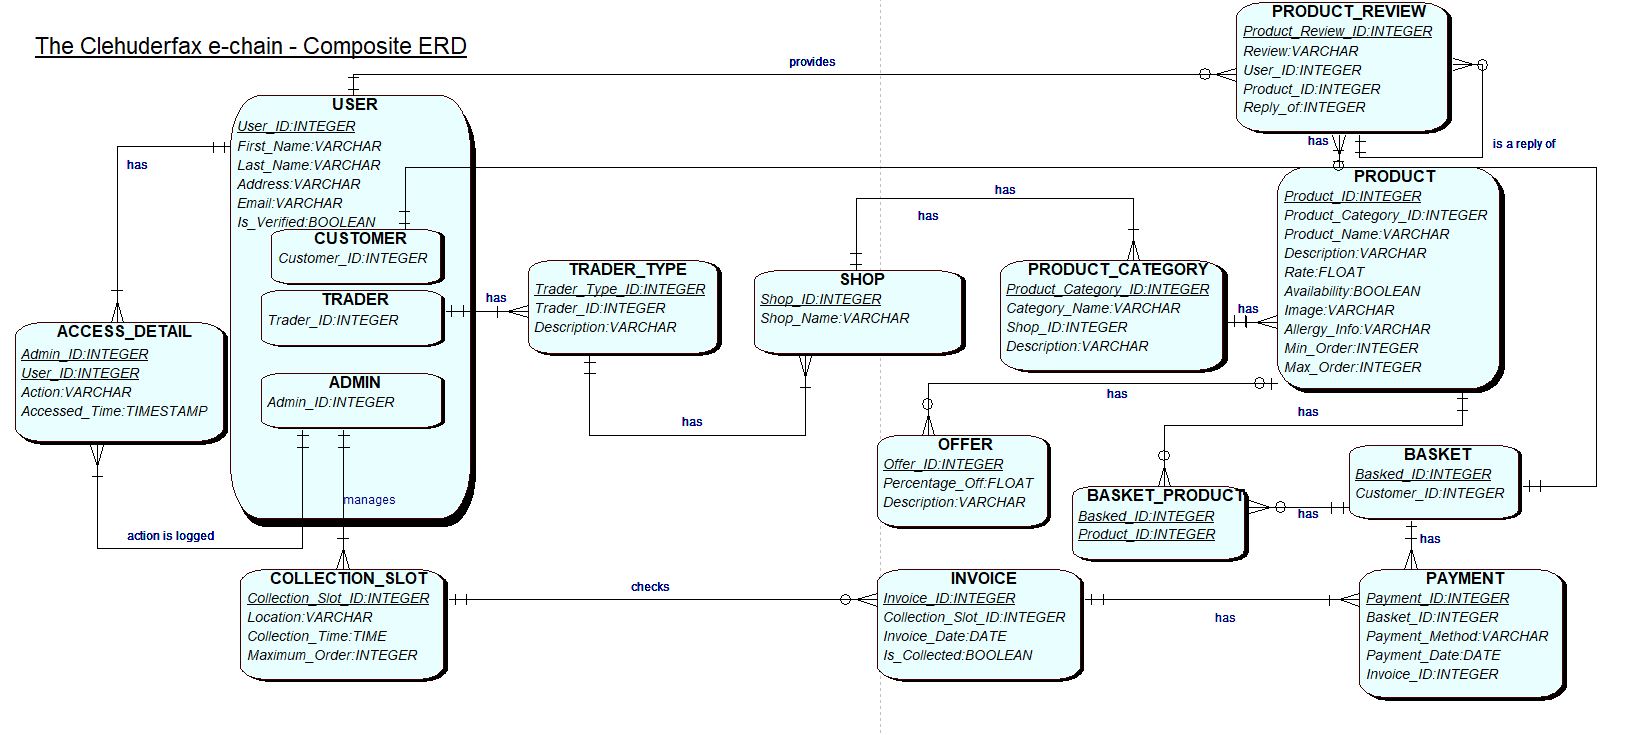 The Clehuderfax e-chain - Composite ERD
provides
PRODUCT_REVIEW
Product_Review_ID:INTEGER
Review:VARCHAR
User_ID:INTEGER
Product_ID:INTEGER
Reply_of:INTEGER
has
is a reply of
USER
User_ID:INTEGER
First_Name:VARCHAR
Last_Name:VARCHAR
Address:VARCHAR
Email:VARCHAR
Is_Verified:BOOLEAN
has
CUSTOMER
Customer_ID:INTEGER
TRADER
Trader_ID:INTEGER
ADMIN
Admin_ID:INTEGER
manages
ACCESS_DETAIL
Admin_ID:INTEGER
User_ID:INTEGER
Action:VARCHAR
Accessed_Time:TIMESTAMP
action is logged
has
TRADER_TYPE
Trader_Type_ID:INTEGER
Trader_ID:INTEGER
Description:VARCHAR
has
has
has
SHOP
Shop_ID:INTEGER
Shop_Name:VARCHAR
PRODUCT_CATEGORY
Product_Category_ID:INTEGER
Category_Name:VARCHAR
Shop_ID:INTEGER
Description:VARCHAR
has
PRODUCT
Product_ID:INTEGER
Product_Category_ID:INTEGER
Product_Name:VARCHAR
Description:VARCHAR
Rate:FLOAT
Availability:BOOLEAN
Image:VARCHAR
Allergy_Info:VARCHAR
Min_Order:INTEGER
Max_Order:INTEGER
has
has
OFFER
Offer_ID:INTEGER
Percentage_Off:FLOAT
Description:VARCHAR
BASKET_PRODUCT
Basked_ID:INTEGER
Product_ID:INTEGER
has
BASKET
Basked_ID:INTEGER
Customer_ID:INTEGER
has
COLLECTION_SLOT
Collection_Slot_ID:INTEGER
Location:VARCHAR
Collection_Time:TIME
Maximum_Order:INTEGER
checks
INVOICE
Invoice_ID:INTEGER
Collection_Slot_ID:INTEGER
Invoice_Date:DATE
Is_Collected:BOOLEAN
has
PAYMENT
Payment_ID:INTEGER
Basket_ID:INTEGER
Payment_Method:VARCHAR
Payment_Date:DATE
Invoice_ID:INTEGER